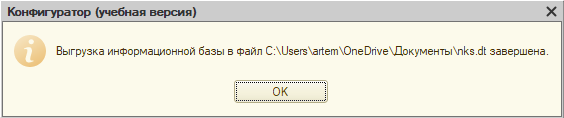 Конфигуратор (учебная версия)
Выгрузка информационной базы в файл C:\Users\artem\OneDrive\Документы\nks.dt завершена.
OK